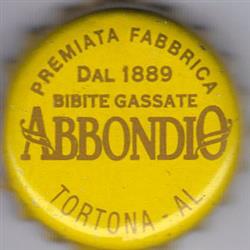 PREMIATA FABBRICA
DAL 1889
BIBITE GASSATE
ABBONDIO
TORTONA - AL